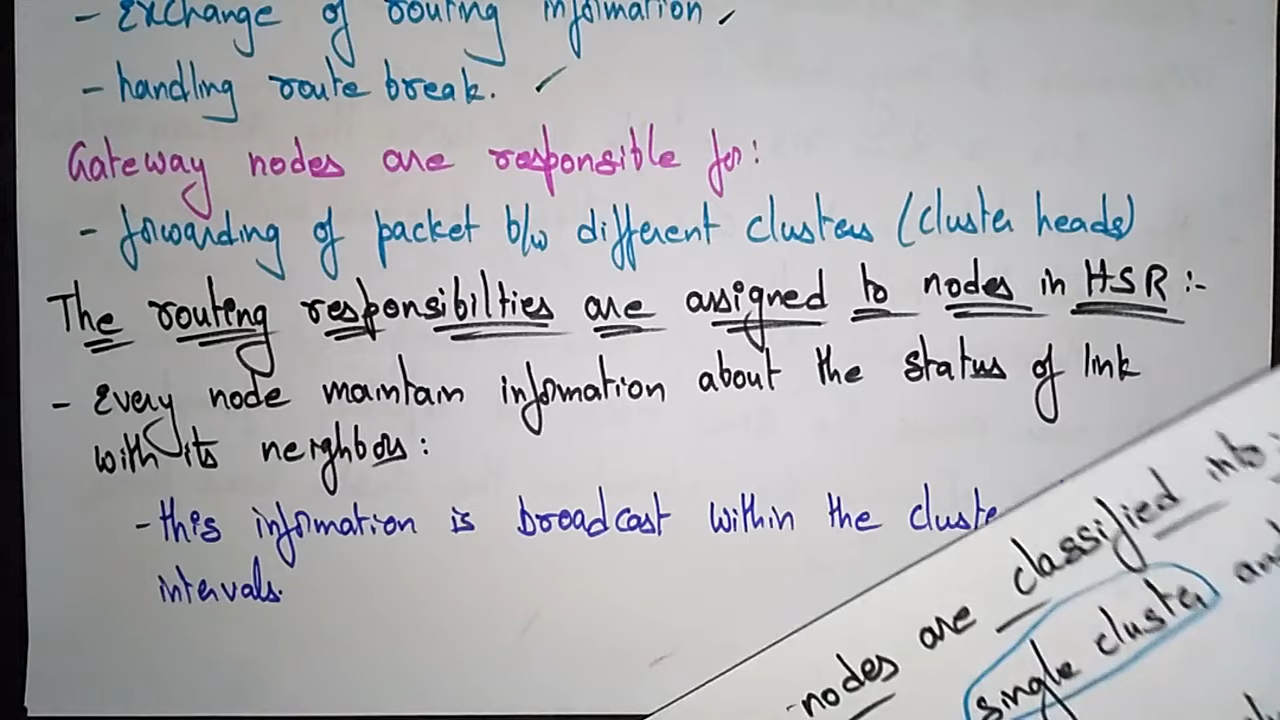 - Exchange of routing information
- handling route break.
Gateway nodes are responsible for:
- forwarding of packet b/w different clusters (cluster heads)
The routing responsibilties are assigned to nodes in HSR :-
- Every node maintain information about the status of link
with its neighbors:
- this information is broadcast within the cluste
intervals.
nodes are classified into
single cluster and